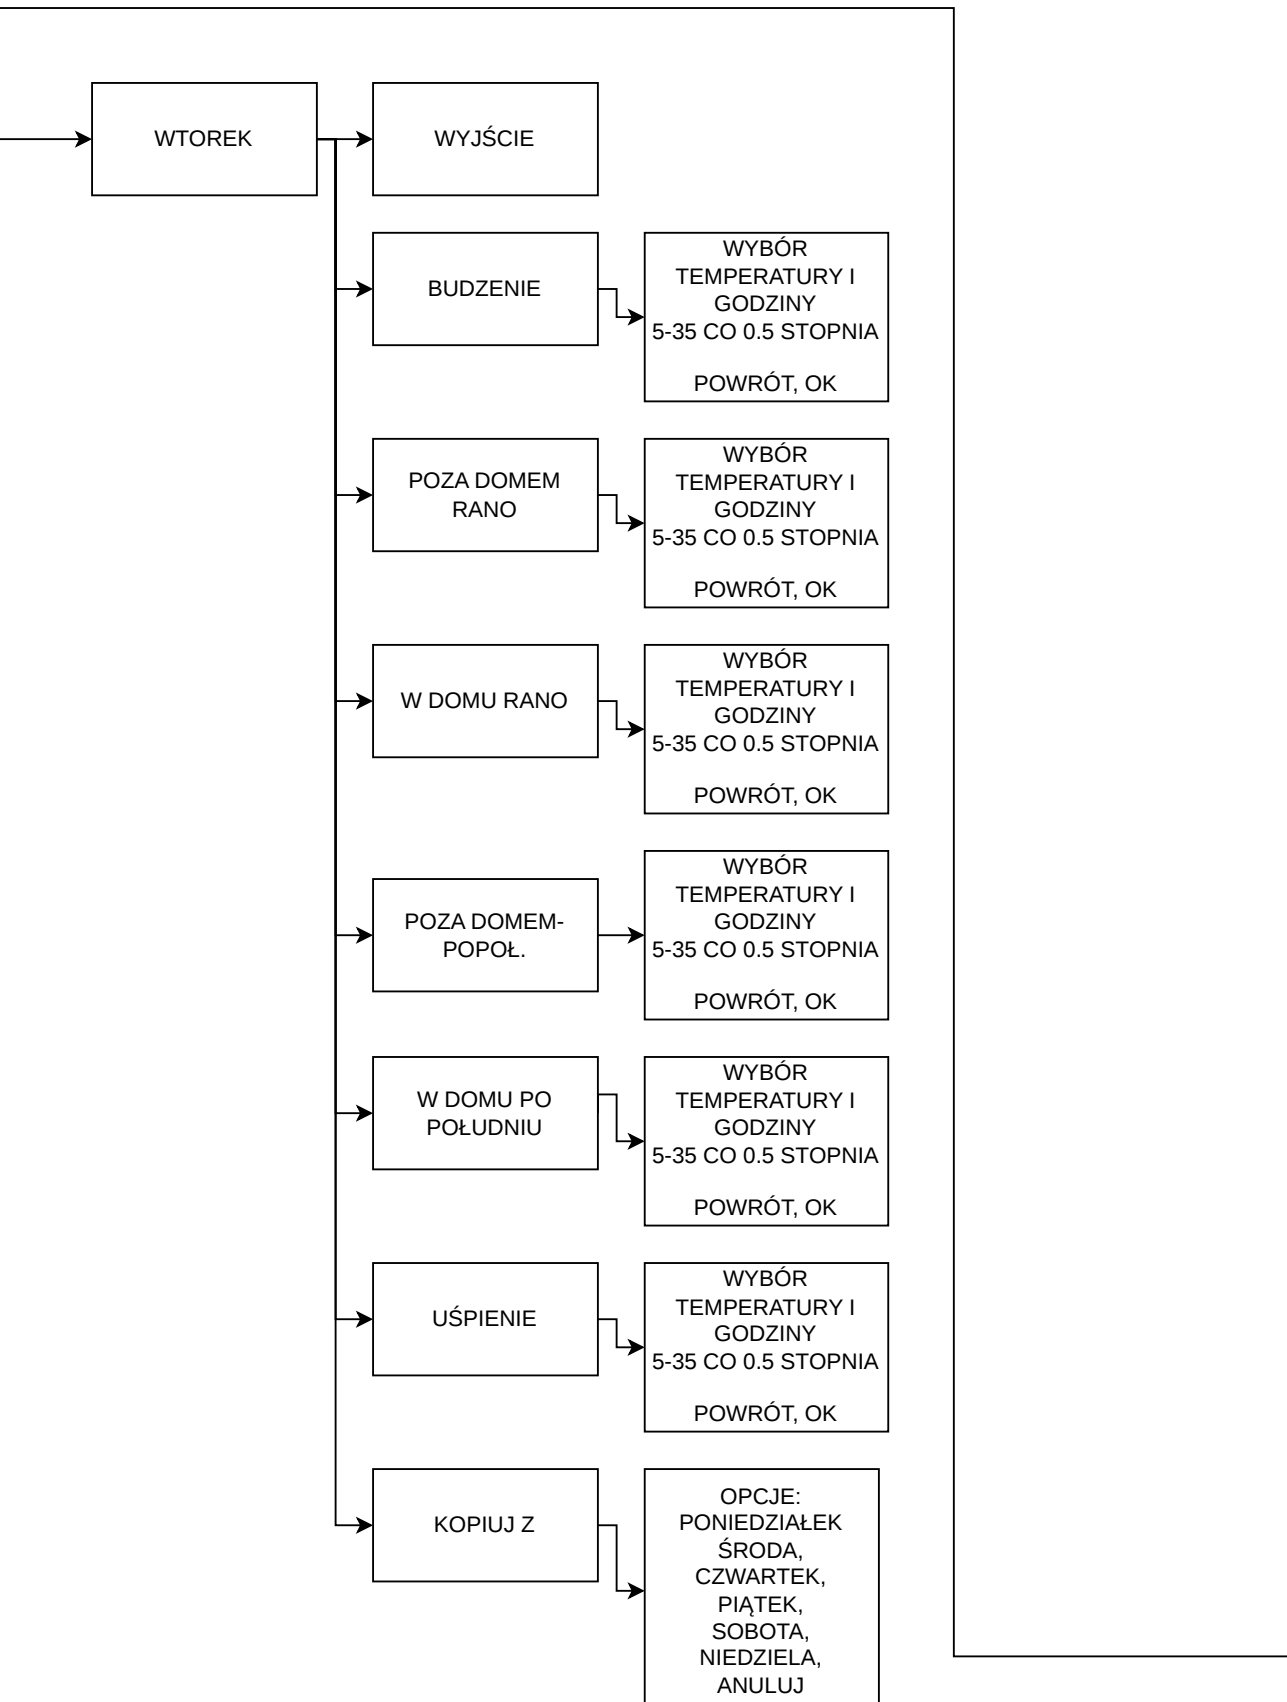 WTOREK
WYJŚCIE
BUDZENIE
WYBÓR
TEMPERATURY I
GODZINY
5-35 CO 0.5 STOPNIA
POWRÓT, OK
POZA DOMEM
RANO
WYBÓR
TEMPERATURY I
GODZINY
5-35 CO 0.5 STOPNIA
POWRÓT, OK
W DOMU RANO
WYBÓR
TEMPERATURY I
GODZINY
5-35 CO 0.5 STOPNIA
POWRÓT, OK
POZA DOMEM-
POPOŁ.
WYBÓR
TEMPERATURY I
GODZINY
5-35 CO 0.5 STOPNIA
POWRÓT, OK
W DOMU PO
POŁUDNIU
WYBÓR
TEMPERATURY I
GODZINY
5-35 CO 0.5 STOPNIA
POWRÓT, OK
UŚPIENIE
WYBÓR
TEMPERATURY I
GODZINY
5-35 CO 0.5 STOPNIA
POWRÓT, OK
KOPIUJ Z
OPCJE:
PONIEDZIAŁEK
ŚRODA,
CZWARTEK,
PIĄTEK,
SOBOTA,
NIEDZIELA,
ANULUJ